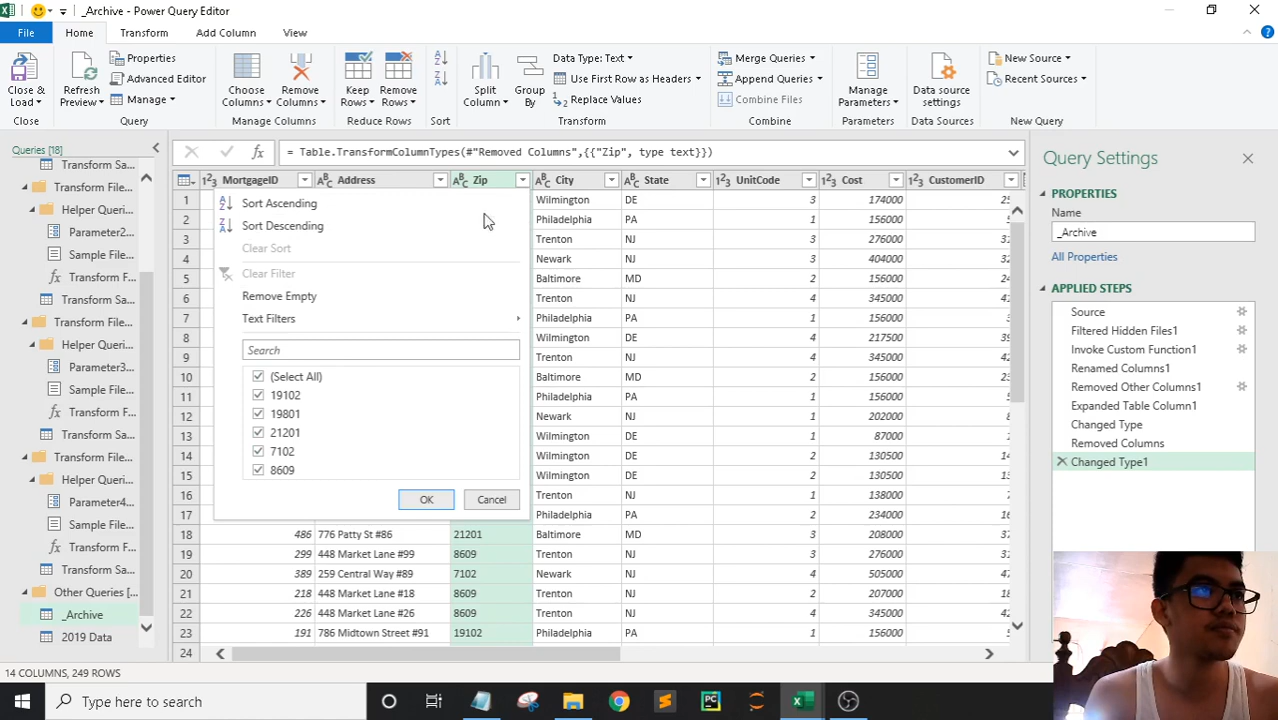 _Archive - Power Query Editor
File Home Transform Add Column View
Close & Load
Close
Refresh Preview
Properties
Advanced Editor
Manage
Query
Choose Columns
Remove Columns
Manage Columns
Keep Rows
Remove Rows
Reduce Rows
Sort
Split Column
Group By
Data Type: Text
Use First Row as Headers
Replace Values
Transform
Merge Queries
Append Queries
Combine Files
Combine
Manage Parameters
Parameters
Data source settings
Data Sources
New Source
Recent Sources
New Query
Queries [18]
Transform Sa...
Transform File...
Helper Queri...
Parameter2...
Sample File...
Transform F...
Transform Sa...
Transform File...
Helper Queri...
Parameter3...
Sample File...
Transform F...
Transform Sa...
Transform File...
Helper Queri...
Parameter4...
Sample File...
Transform F...
Transform Sa...
Other Queries [...
_Archive
2019 Data
= Table.TransformColumnTypes(#"Removed Columns",{{"Zip", type text}})
MortgageID Address Zip City State UnitCode Cost CustomerID
Sort Ascending
Sort Descending
Clear Sort
Clear Filter
Remove Empty
Text Filters
Search
(Select All)
19102
19801
21201
7102
8609
OK Cancel
1 Wilmington DE 3 174000
2 Philadelphia PA 1 156000
3 Trenton NJ 3 276000
4 Newark NJ 3 404000
5 Baltimore MD 2 156000
6 Trenton NJ 4 345000
7 Philadelphia PA 1 156000
8 Wilmington DE 4 217500
9 Trenton NJ 4 345000
10 Baltimore MD 2 156000
11 Philadelphia PA 1 156000
12 Newark NJ 1 202000
13 Wilmington DE 1 87000
14 Wilmington DE 2 130500
15 Wilmington DE 2 130500
16 Trenton NJ 1 138000
17 Philadelphia PA 2 234000
18 486 776 Patty St #86 21201 Baltimore MD 3 208000
19 299 448 Market Lane #99 8609 Trenton NJ 3 276000
20 389 259 Central Way #89 7102 Newark NJ 4 505000
21 218 448 Market Lane #18 8609 Trenton NJ 2 207000
22 226 448 Market Lane #26 8609 Trenton NJ 4 345000
23 191 786 Midtown Street #91 19102 Philadelphia PA 1 156000
24
Query Settings
PROPERTIES
Name
_Archive
All Properties
APPLIED STEPS
Source
Filtered Hidden Files1
Invoke Custom Function1
Renamed Columns1
Removed Other Columns1
Expanded Table Column1
Changed Type
Removed Columns
Changed Type1
14 COLUMNS, 249 ROWS
Type here to search